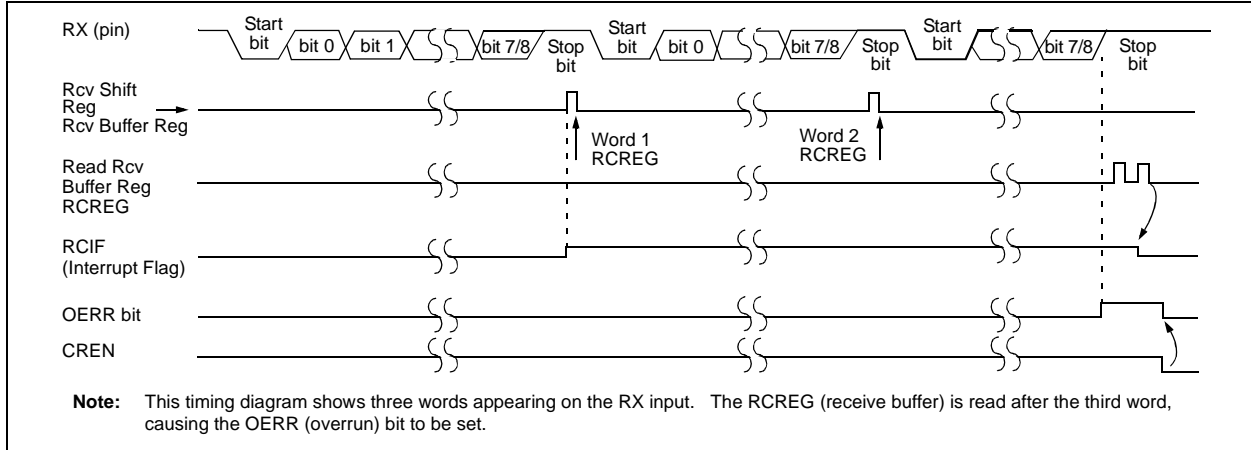 RX (pin)
Start
bit
bit 0
bit 1
bit 7/8
Stop
bit
Start
bit
bit 0
bit 7/8
Stop
bit
Start
bit
bit 7/8
Stop
bit
Rcv Shift
Reg
Rcv Buffer Reg
Word 1
RCREG
Word 2
RCREG
Read Rcv
Buffer Reg
RCREG
RCIF
(Interrupt Flag)
OERR bit
CREN
Note: This timing diagram shows three words appearing on the RX input. The RCREG (receive buffer) is read after the third word,
causing the OERR (overrun) bit to be set.